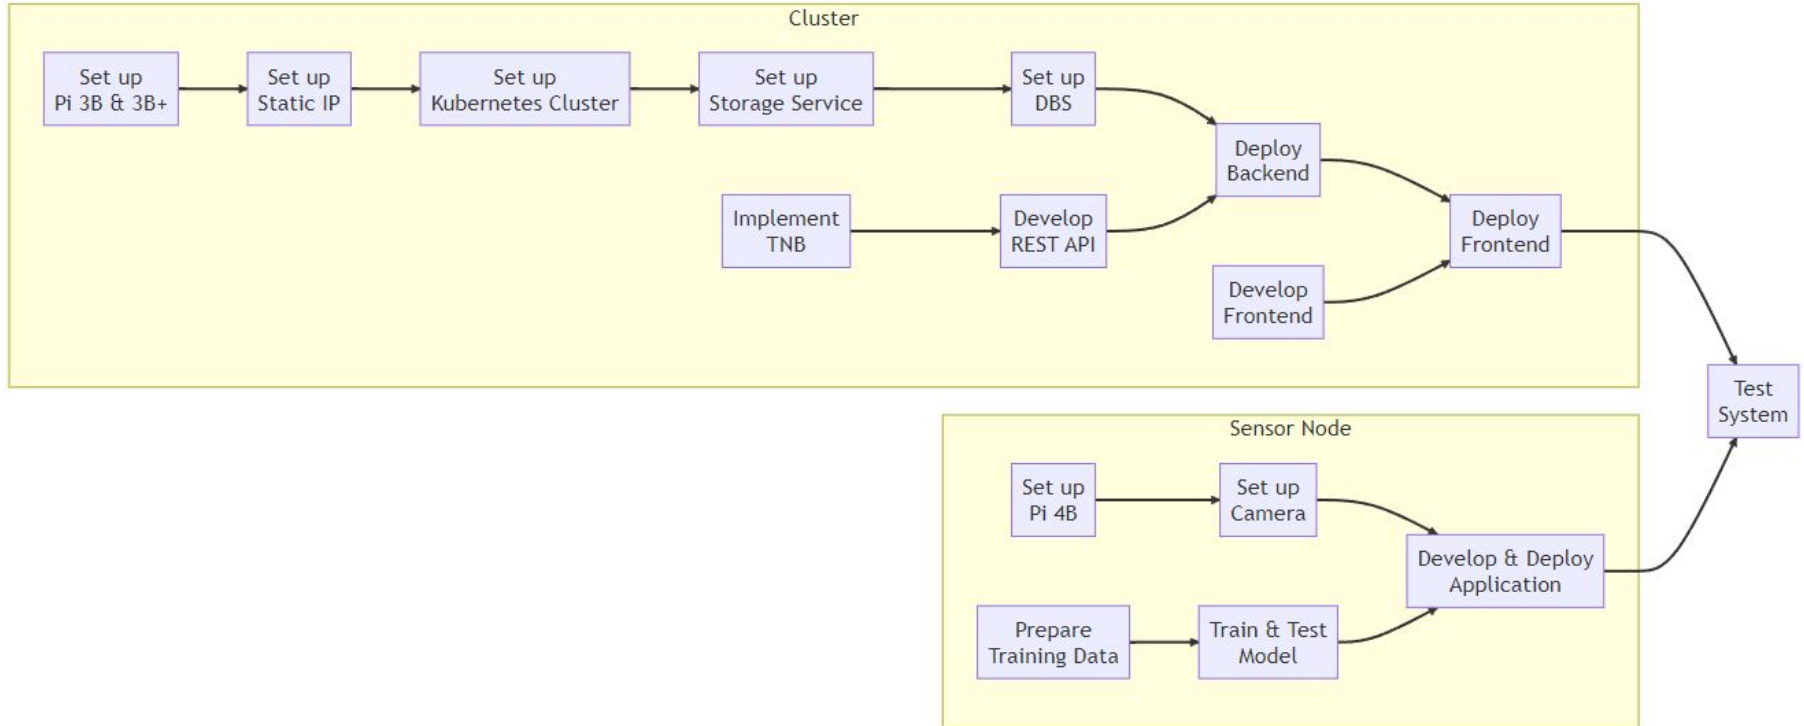 Cluster
Set up
Pi 3B & 3B+
Set up
Static IP
Set up
Kubernetes Cluster
Set up
Storage Service
Set up
DBS
Deploy
Backend
Implement
TNB
Develop
REST API
Deploy
Frontend
Develop
Frontend
Test
System
Sensor Node
Set up
Pi 4B
Set up
Camera
Develop & Deploy
Application
Prepare
Training Data
Train & Test
Model